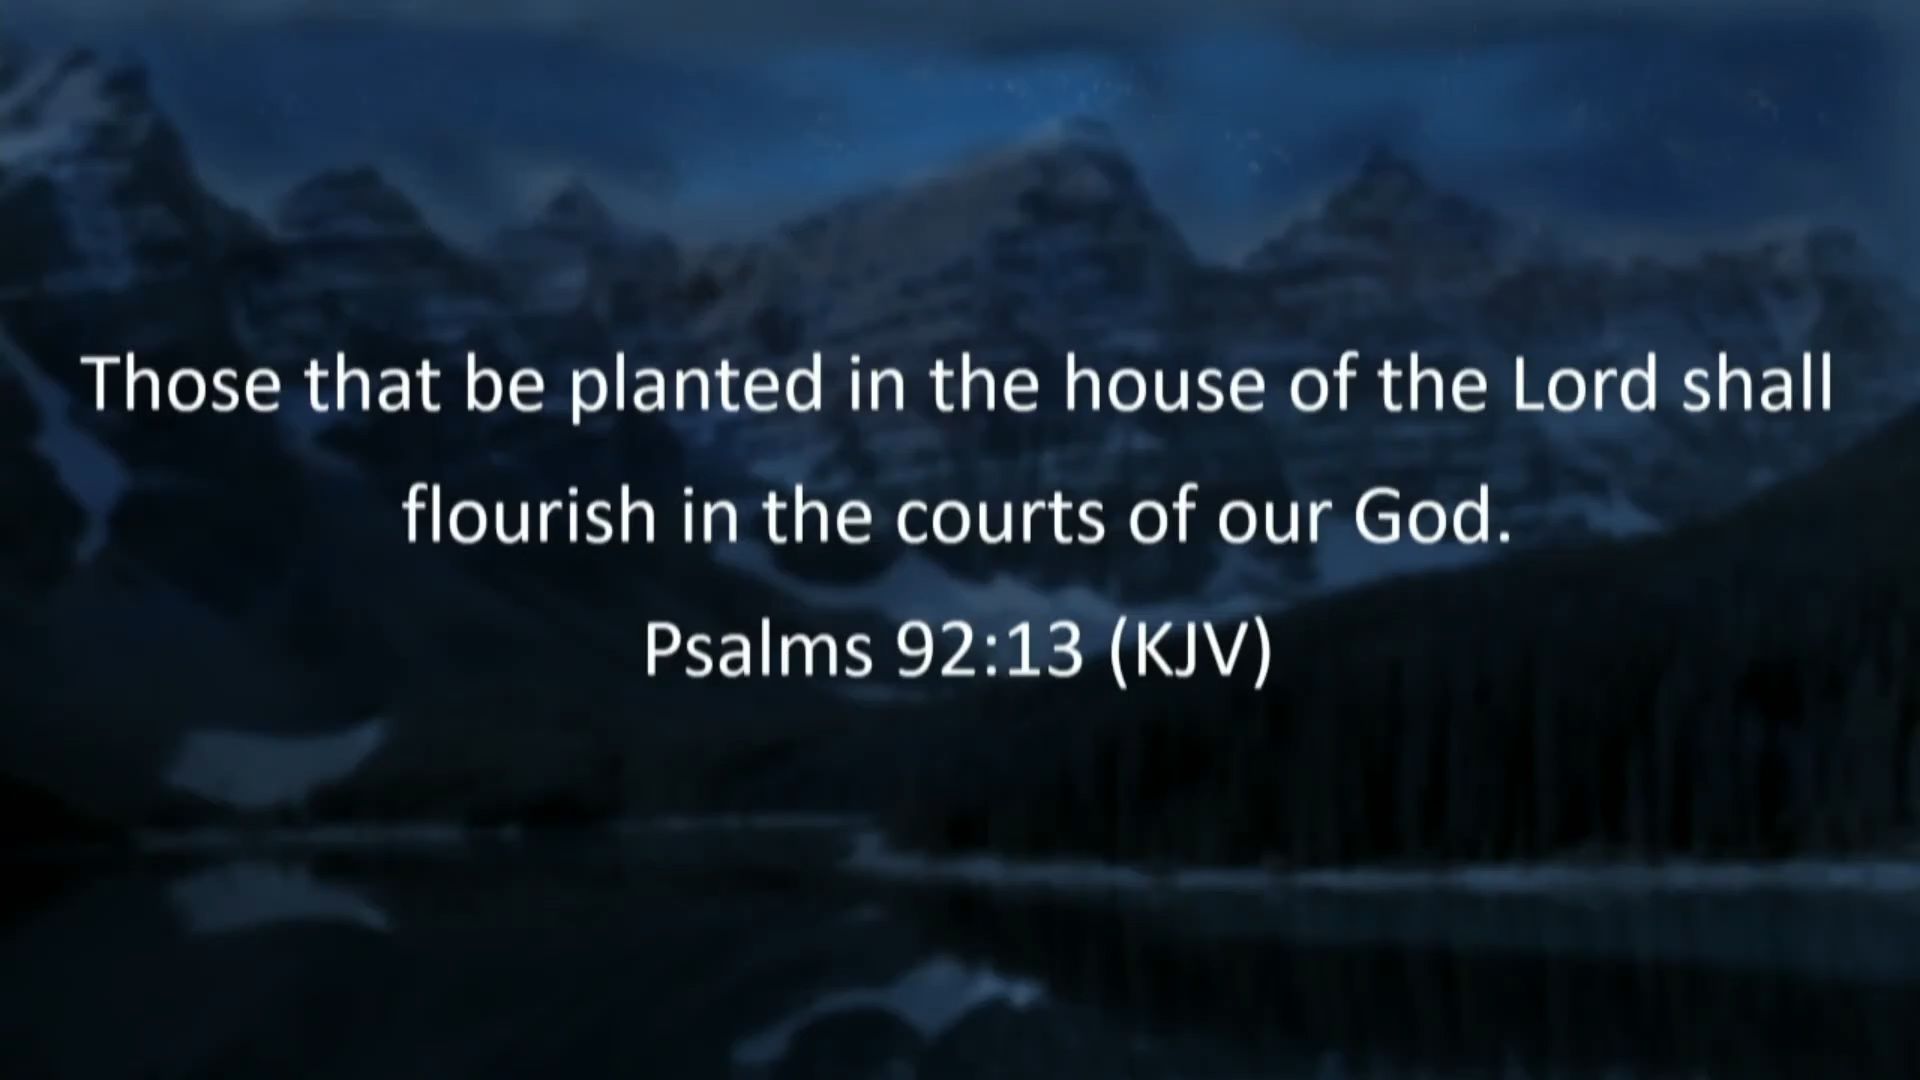 Those that be planted in the house of the Lord shall
flourish in the courts of our God.
Psalms 92:13 (KJV)